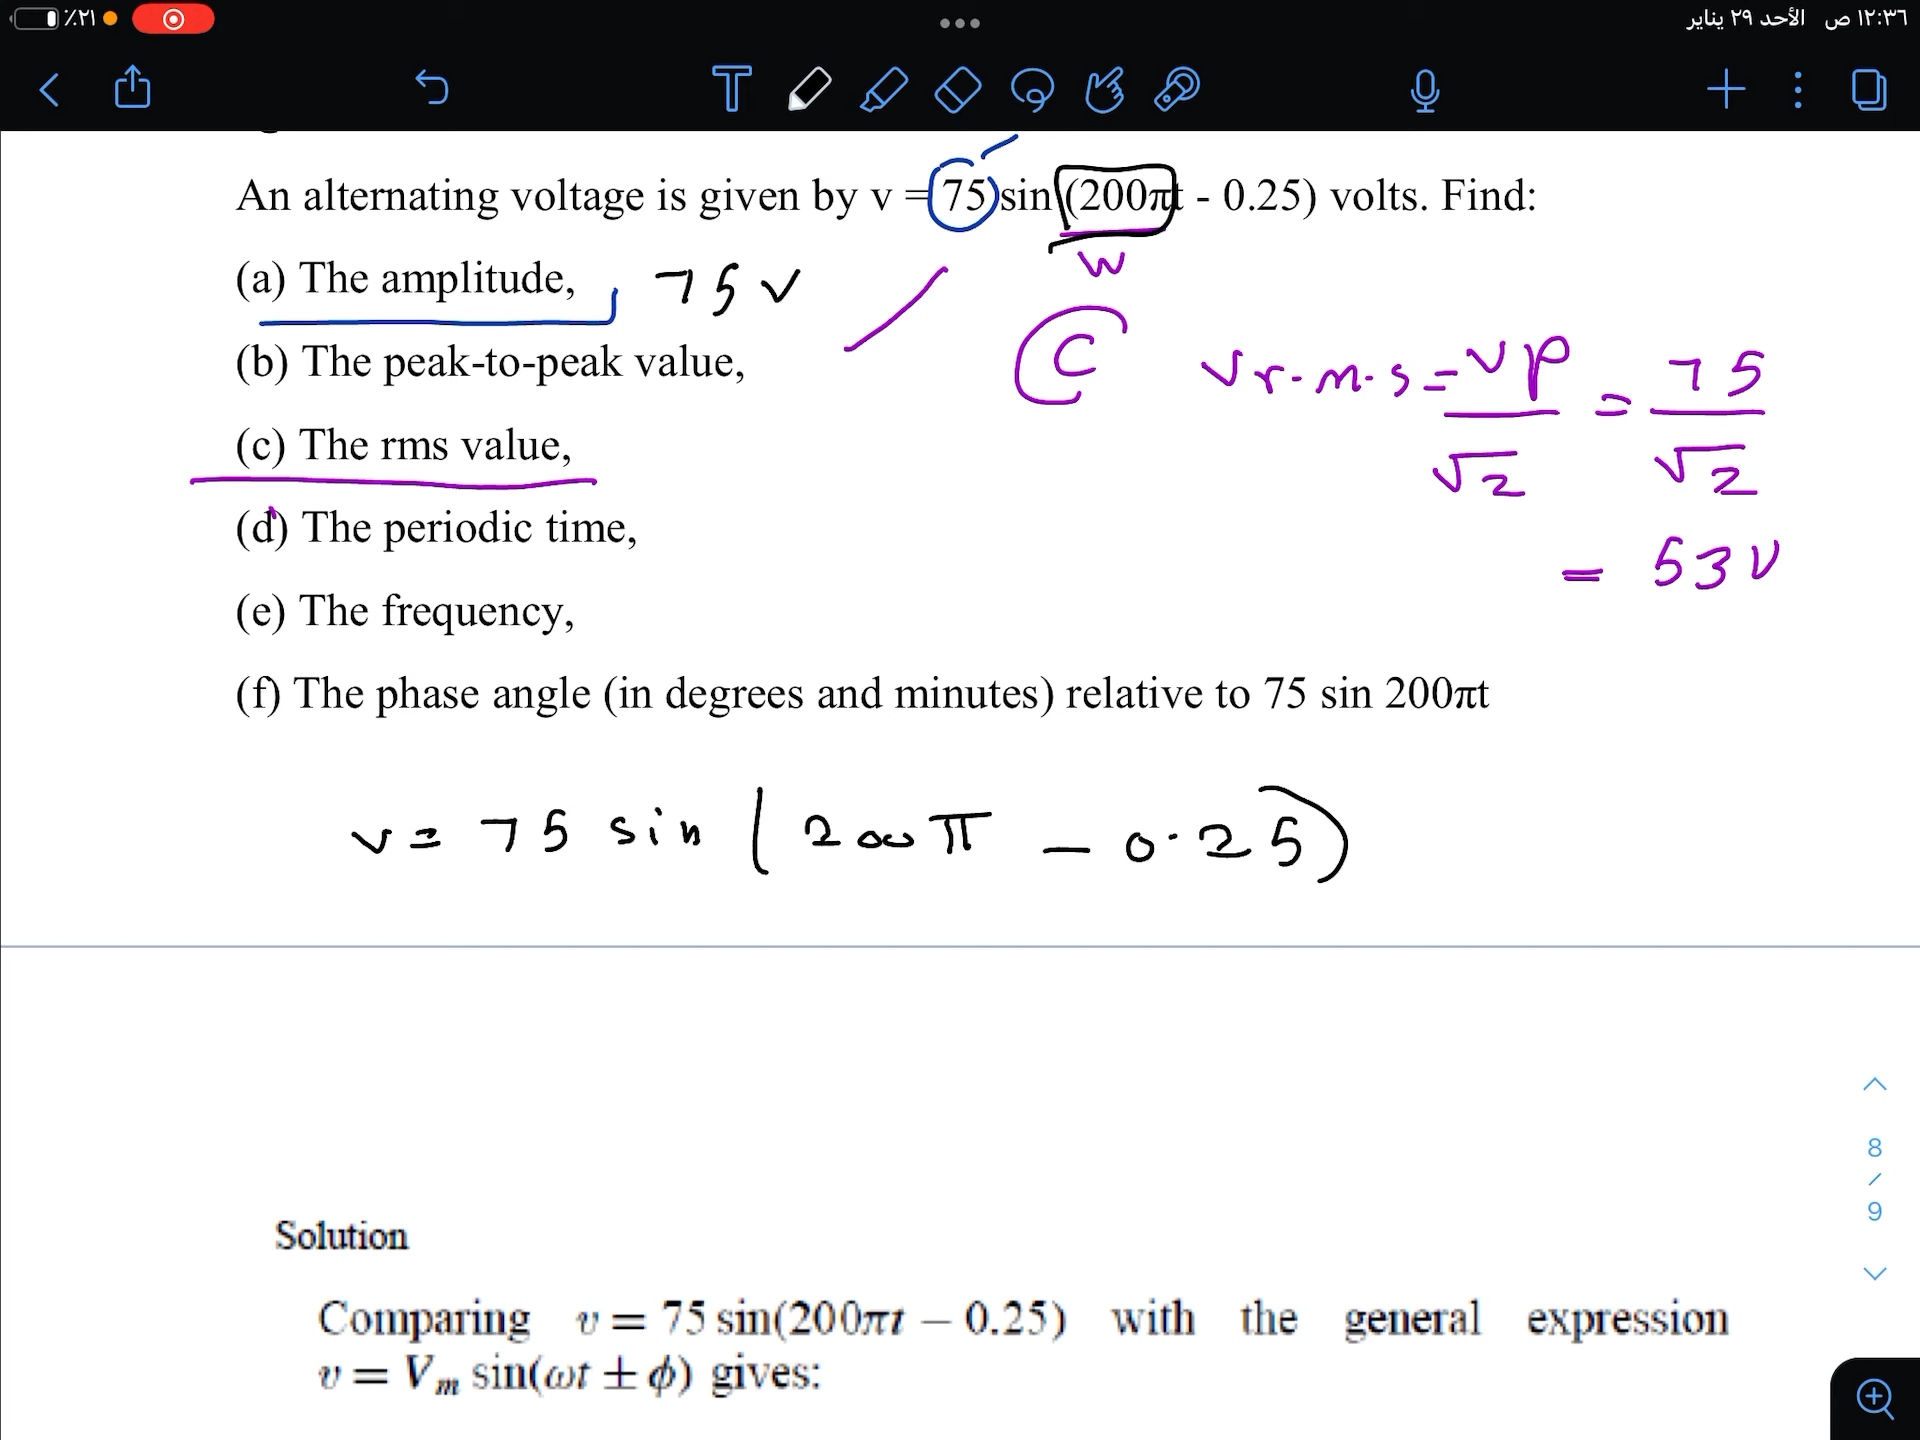 ٪٢١
١٢:٣٦ ص الأحد ٢٩ يناير
An alternating voltage is given by v = 75 sin (200πt - 0.25) volts. Find:
w
(a) The amplitude, 75 v
(b) The peak-to-peak value,
C Vr.m.s = VP/√2 = 75/√2
(c) The rms value,
= 53 V
(d) The periodic time,
(e) The frequency,
(f) The phase angle (in degrees and minutes) relative to 75 sin 200πt
v = 75 sin (200 π - 0.25)
8
/
9
Solution
Comparing v = 75 sin(200πt − 0.25) with the general expression
v = Vm sin(ωt ± ϕ) gives: